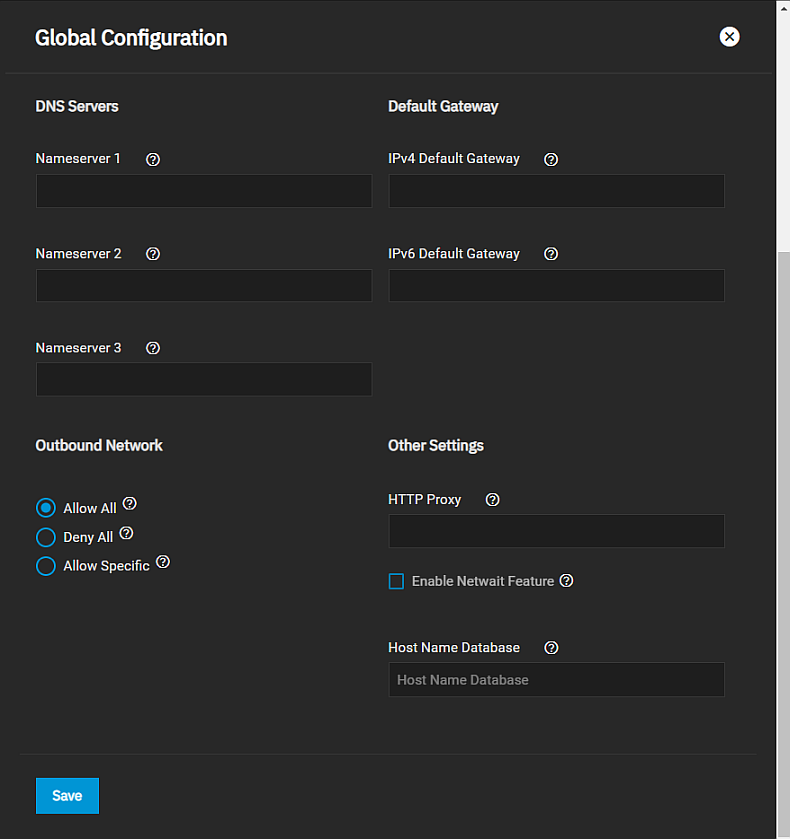 Global Configuration
DNS Servers
Default Gateway
Nameserver 1
IPv4 Default Gateway
Nameserver 2
IPv6 Default Gateway
Nameserver 3
Outbound Network
Other Settings
Allow All
HTTP Proxy
Deny All
Allow Specific
Enable Netwait Feature
Host Name Database
Host Name Database
Save